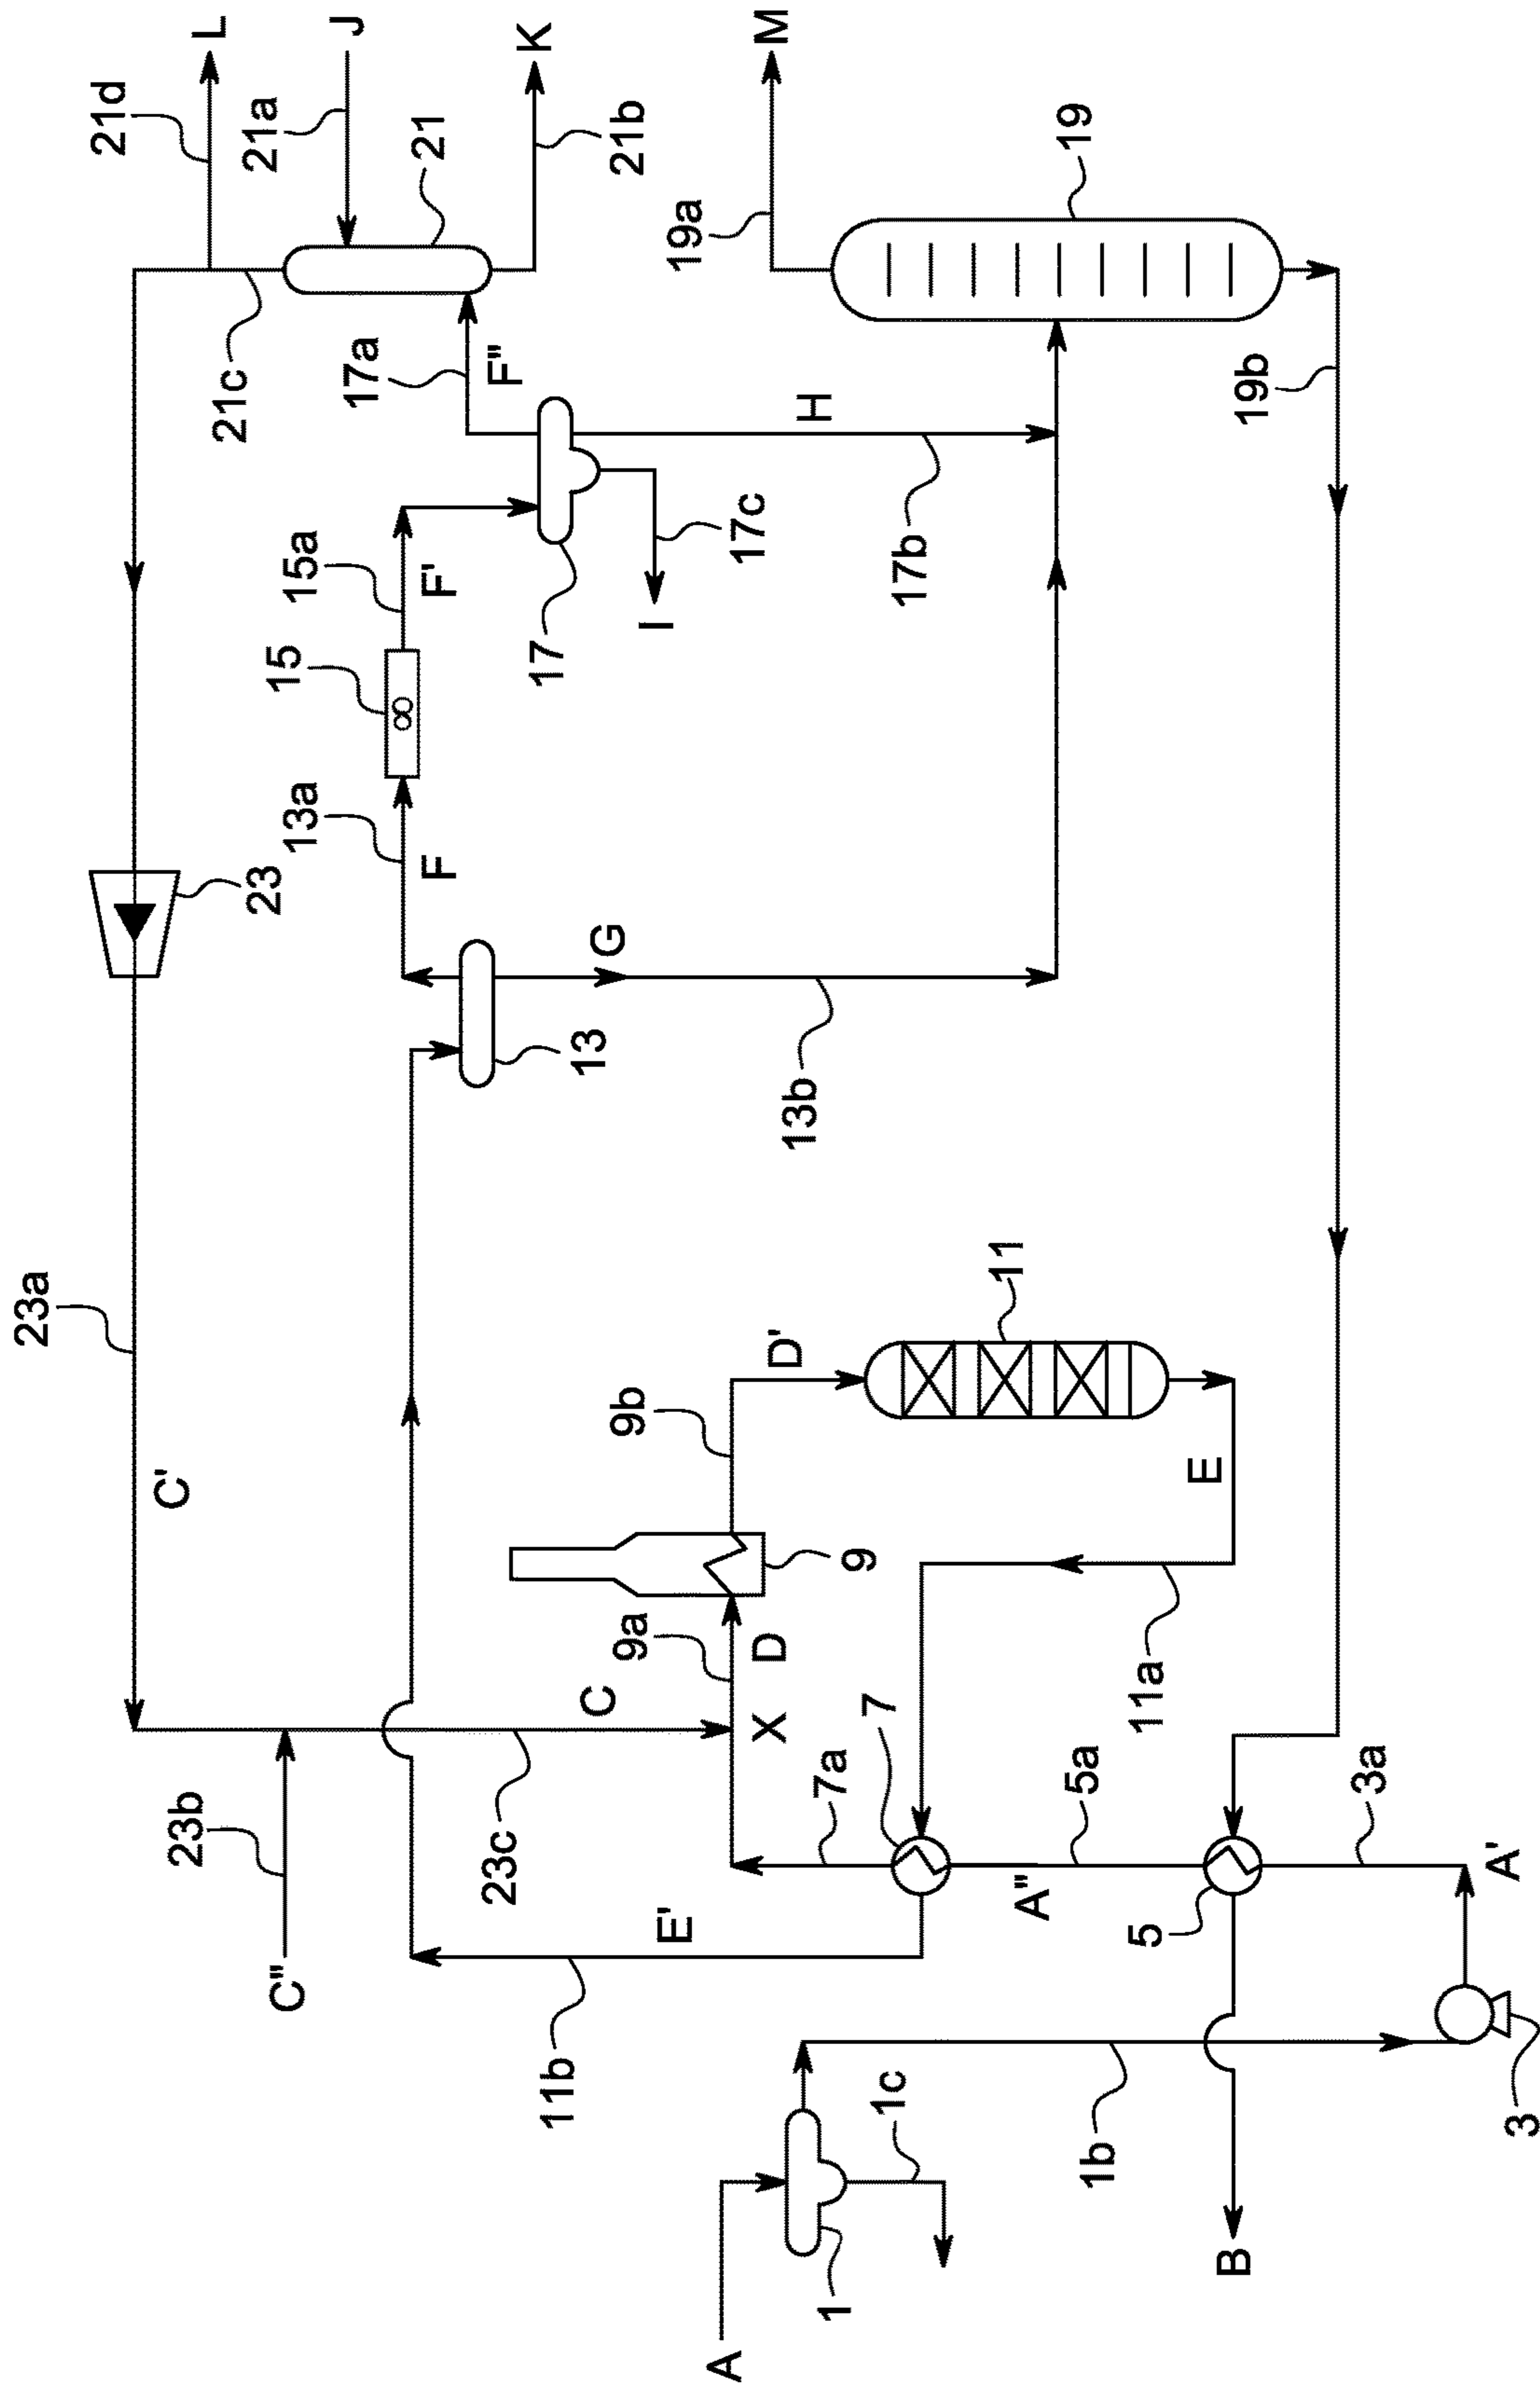 L
J
K
M
21d
21a
21
21b
19
19a
21c
17a
F"
H
19b
17c
17b
15a
F'
17
I
15
13a
F
23
G
13
13b
23a
C'
11
D'
9b
E
9
9a
D
C
X
11a
7
7a
5a
3a
23b
23c
C"
E'
A"
A'
5
11b
1c
1b
3
1
B
A